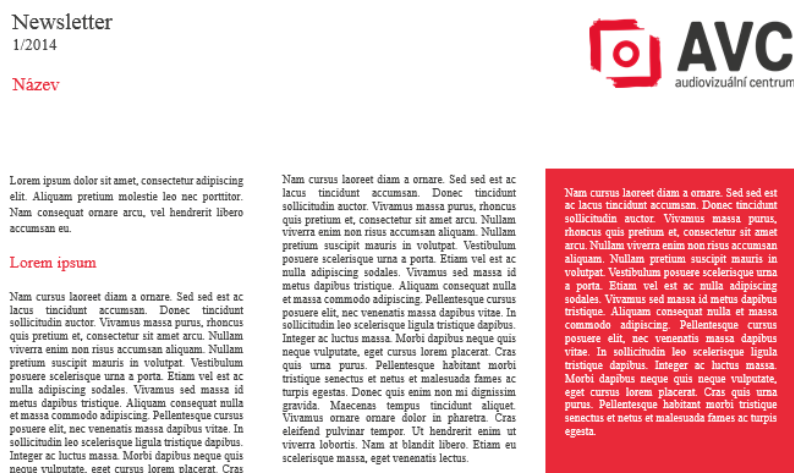 Newsletter
1/2014
Název
AVC
audiovizuální centrum
Lorem ipsum dolor sit amet, consectetur adipiscing
elit. Aliquam pretium molestie leo nec porttitor.
Nam consequat ornare arcu, vel hendrerit libero
accumsan eu.
Lorem ipsum
Nam cursus laoreet diam a ornare. Sed sed est ac
lacus tincidunt accumsan. Donec tincidunt
sollicitudin auctor. Vivamus massa purus, rhoncus
quis pretium et, consectetur sit amet arcu. Nullam
viverra enim non risus accumsan aliquam. Nullam
pretium suscipit mauris in volutpat. Vestibulum
posuere scelerisque urna a porta. Etiam vel est ac
nulla adipiscing sodales. Vivamus sed massa id
metus dapibus tristique. Aliquam consequat nulla
et massa commodo adipiscing. Pellentesque cursus
posuere elit, nec venenatis massa dapibus vitae. In
sollicitudin leo scelerisque ligula tristique dapibus.
Integer ac luctus massa. Morbi dapibus neque quis
neque vulputate, eget cursus lorem placerat. Cras
Nam cursus laoreet diam a ornare. Sed sed est ac
lacus tincidunt accumsan. Donec tincidunt
sollicitudin auctor. Vivamus massa purus, rhoncus
quis pretium et, consectetur sit amet arcu. Nullam
viverra enim non risus accumsan aliquam. Nullam
pretium suscipit mauris in volutpat. Vestibulum
posuere scelerisque urna a porta. Etiam vel est ac
nulla adipiscing sodales. Vivamus sed massa id
metus dapibus tristique. Aliquam consequat nulla
et massa commodo adipiscing. Pellentesque cursus
posuere elit, nec venenatis massa dapibus vitae. In
sollicitudin leo scelerisque ligula tristique dapibus.
Integer ac luctus massa. Morbi dapibus neque quis
neque vulputate, eget cursus lorem placerat. Cras
quis urna purus. Pellentesque habitant morbi
tristique senectus et netus et malesuada fames ac
turpis egestas. Donec quis enim non mi dignissim
gravida. Maecenas tempus tincidunt aliquet.
Vivamus ornare ornare dolor in pharetra. Cras
eleifend pulvinar tempor. Ut hendrerit enim ut
viverra lobortis. Nam at blandit libero. Etiam eu
scelerisque massa, eget venenatis lectus.
Nam cursus laoreet diam a ornare. Sed sed est
ac lacus tincidunt accumsan. Donec tincidunt
sollicitudin auctor. Vivamus massa purus,
rhoncus quis pretium et, consectetur sit amet
arcu. Nullam viverra enim non risus accumsan
aliquam. Nullam pretium suscipit mauris in
volutpat. Vestibulum posuere scelerisque urna
a porta. Etiam vel est ac nulla adipiscing
sodales. Vivamus sed massa id metus dapibus
tristique. Aliquam consequat nulla et massa
commodo adipiscing. Pellentesque cursus
posuere elit, nec venenatis massa dapibus
vitae. In sollicitudin leo scelerisque ligula
tristique dapibus. Integer ac luctus massa.
Morbi dapibus neque quis neque vulputate,
eget cursus lorem placerat. Cras quis urna
purus. Pellentesque habitant morbi tristique
senectus et netus et malesuada fames ac turpis
egesta.